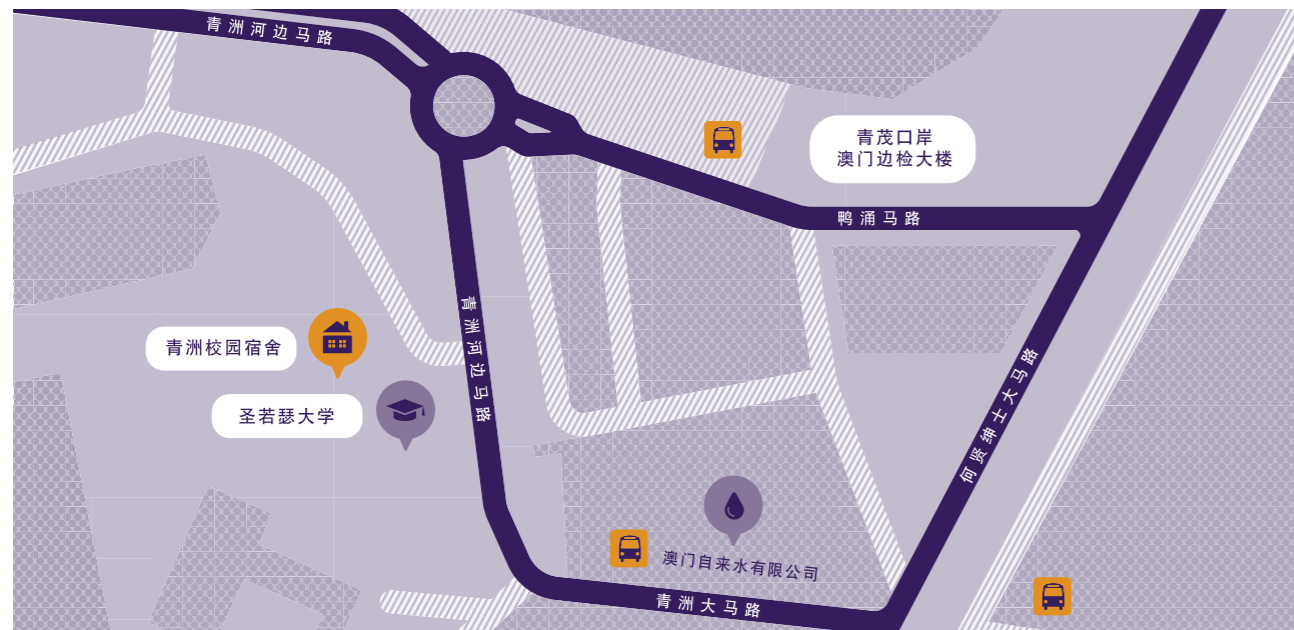 青洲河边马路
青茂口岸
澳门边检大楼
鸭涌马路
青洲河边马路
青洲校园宿舍
圣若瑟大学
何贤绅士大马路
澳门自来水有限公司
青洲大马路